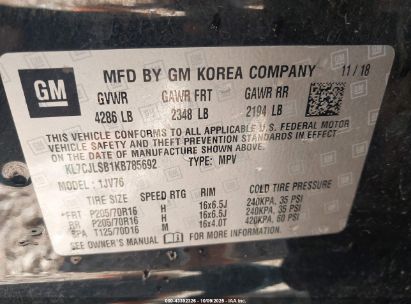 GM
MFD BY GM KOREA COMPANY 11/18
GVWR GAWR FRT GAWR RR
4286 LB 2348 LB 2194 LB
THIS VEHICLE CONFORMS TO ALL APPLICABLE U.S. FEDERAL MOTOR
VEHICLE SAFETY STANDARDS IN EFFECT ON THE DATE OF
MANUFACTURE SHOWN ABOVE.
KL7CJLSB1KB785692 TYPE: MPV
MODEL: 1JV76
TIRE SIZE SPEED RTG RIM COLD TIRE PRESSURE
FRT P205/70R16 H 16x6.5J 240KPA, 35 PSI
RR P205/70R16 H 16x6.5J 240KPA, 35 PSI
SPA T125/70D16 M 16x4.0T 420KPA, 60 PSI
SEE OWNER'S MANUAL FOR ADDITIONAL INFORMATION.